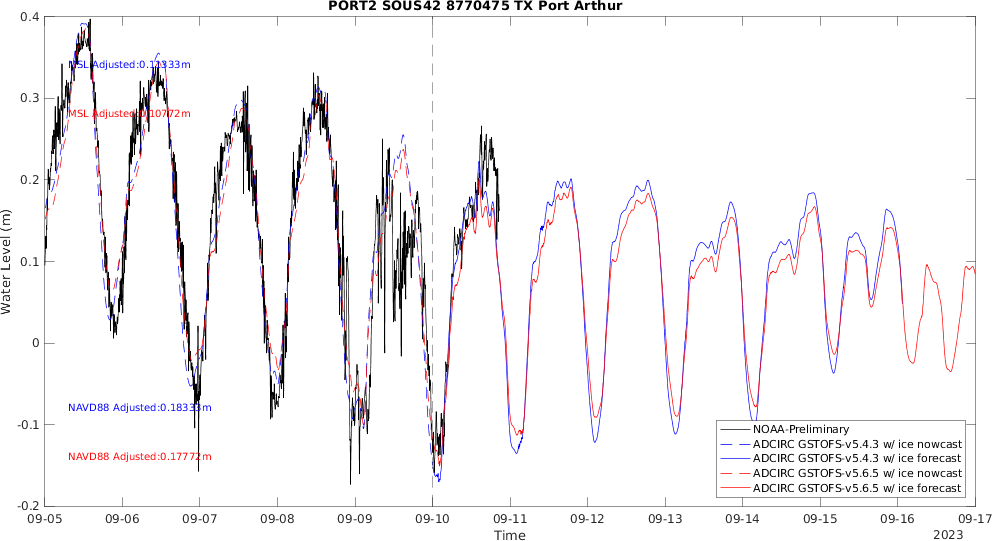 PORT2 SOUS42 8770475 TX Port Arthur
0.4
0.3
0.2
0.1
0
-0.1
-0.2
Water Level (m)
MSL Adjusted:0.13333m
MSL Adjusted:0.10772m
NAVD88 Adjusted:0.18333m
NAVD88 Adjusted:0.17772m
NOAA-Preliminary
ADCIRC GSTOFS-v5.4.3 w/ ice nowcast
ADCIRC GSTOFS-v5.4.3 w/ ice forecast
ADCIRC GSTOFS-v5.6.5 w/ ice nowcast
ADCIRC GSTOFS-v5.6.5 w/ ice forecast
09-05 09-06 09-07 09-08 09-09 09-10 09-11 09-12 09-13 09-14 09-15 09-16 09-17
Time
2023